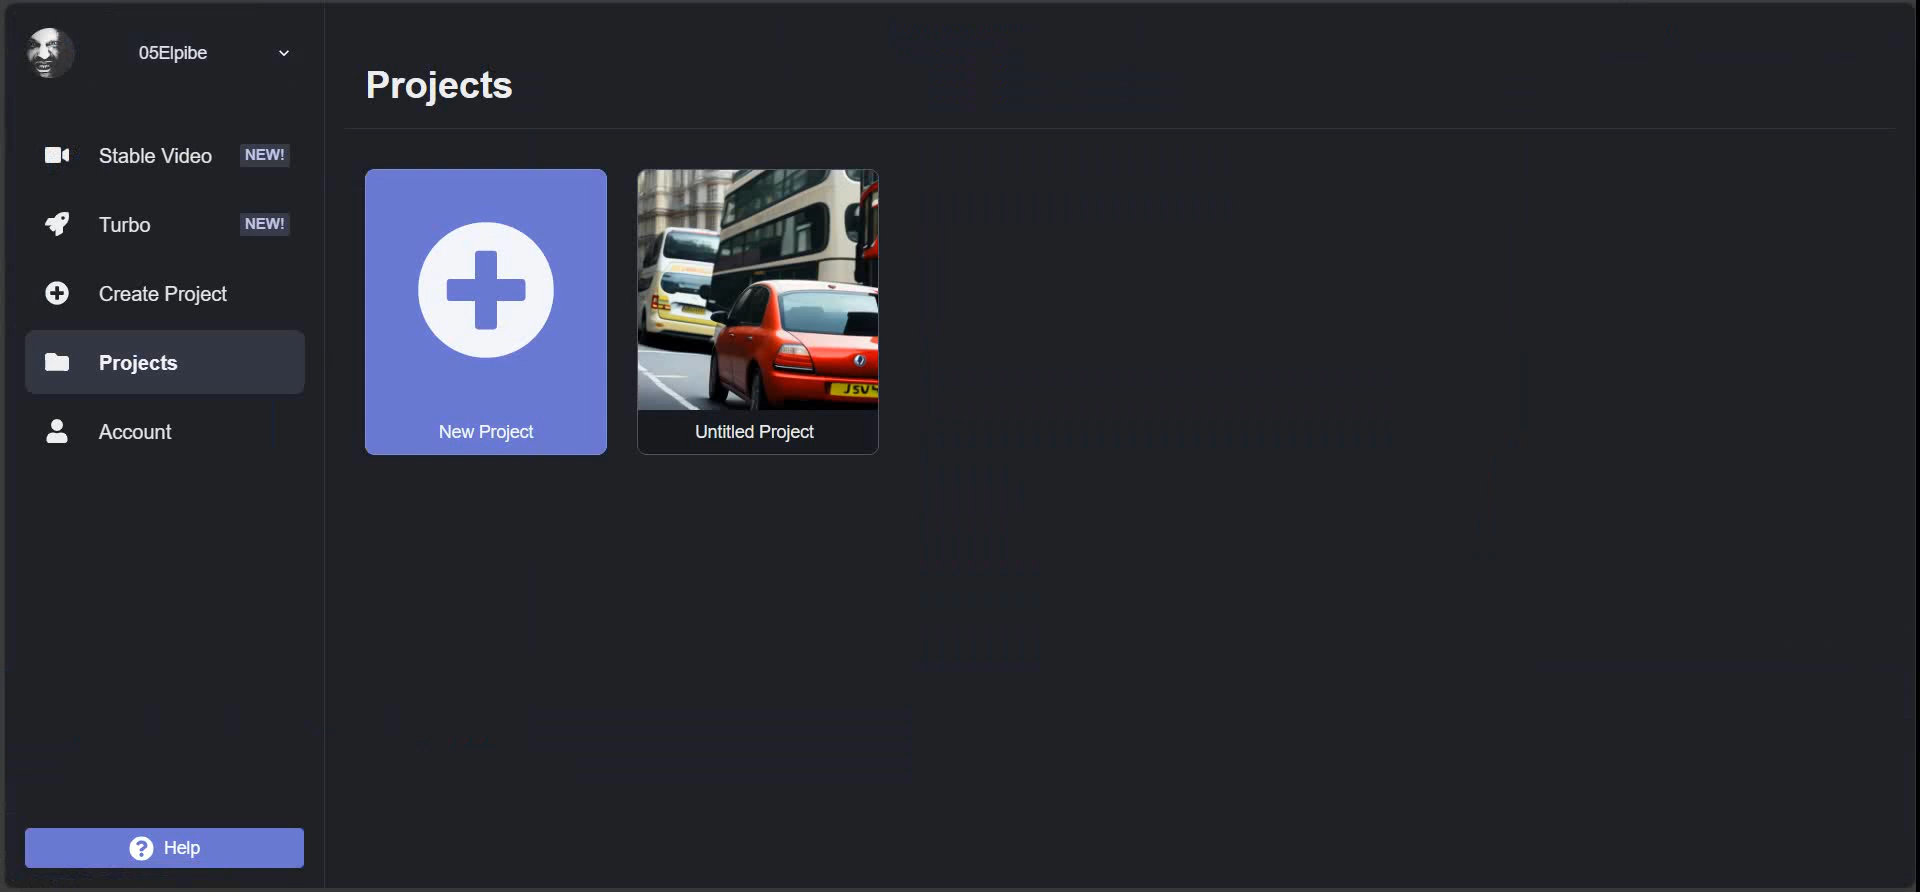 05Elpibe
Stable Video NEW!
Turbo NEW!
Create Project
Projects
Account
Help
Projects
New Project
Untitled Project